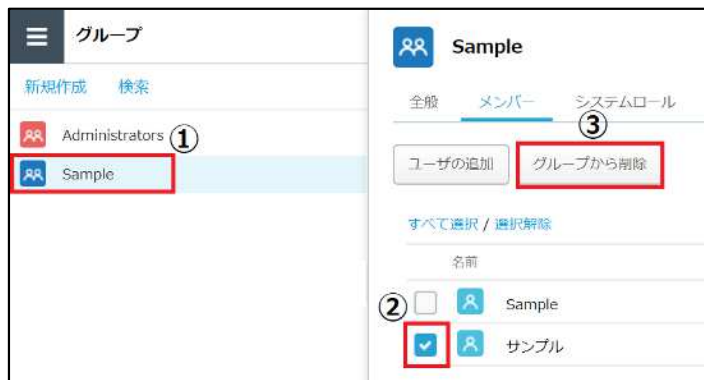 グループ
新規作成 検索
Administrators ①
Sample
Sample
全般 メンバー システムロール
③
ユーザの追加 グループから削除
すべて選択 / 選択解除
名前
② Sample
サンプル